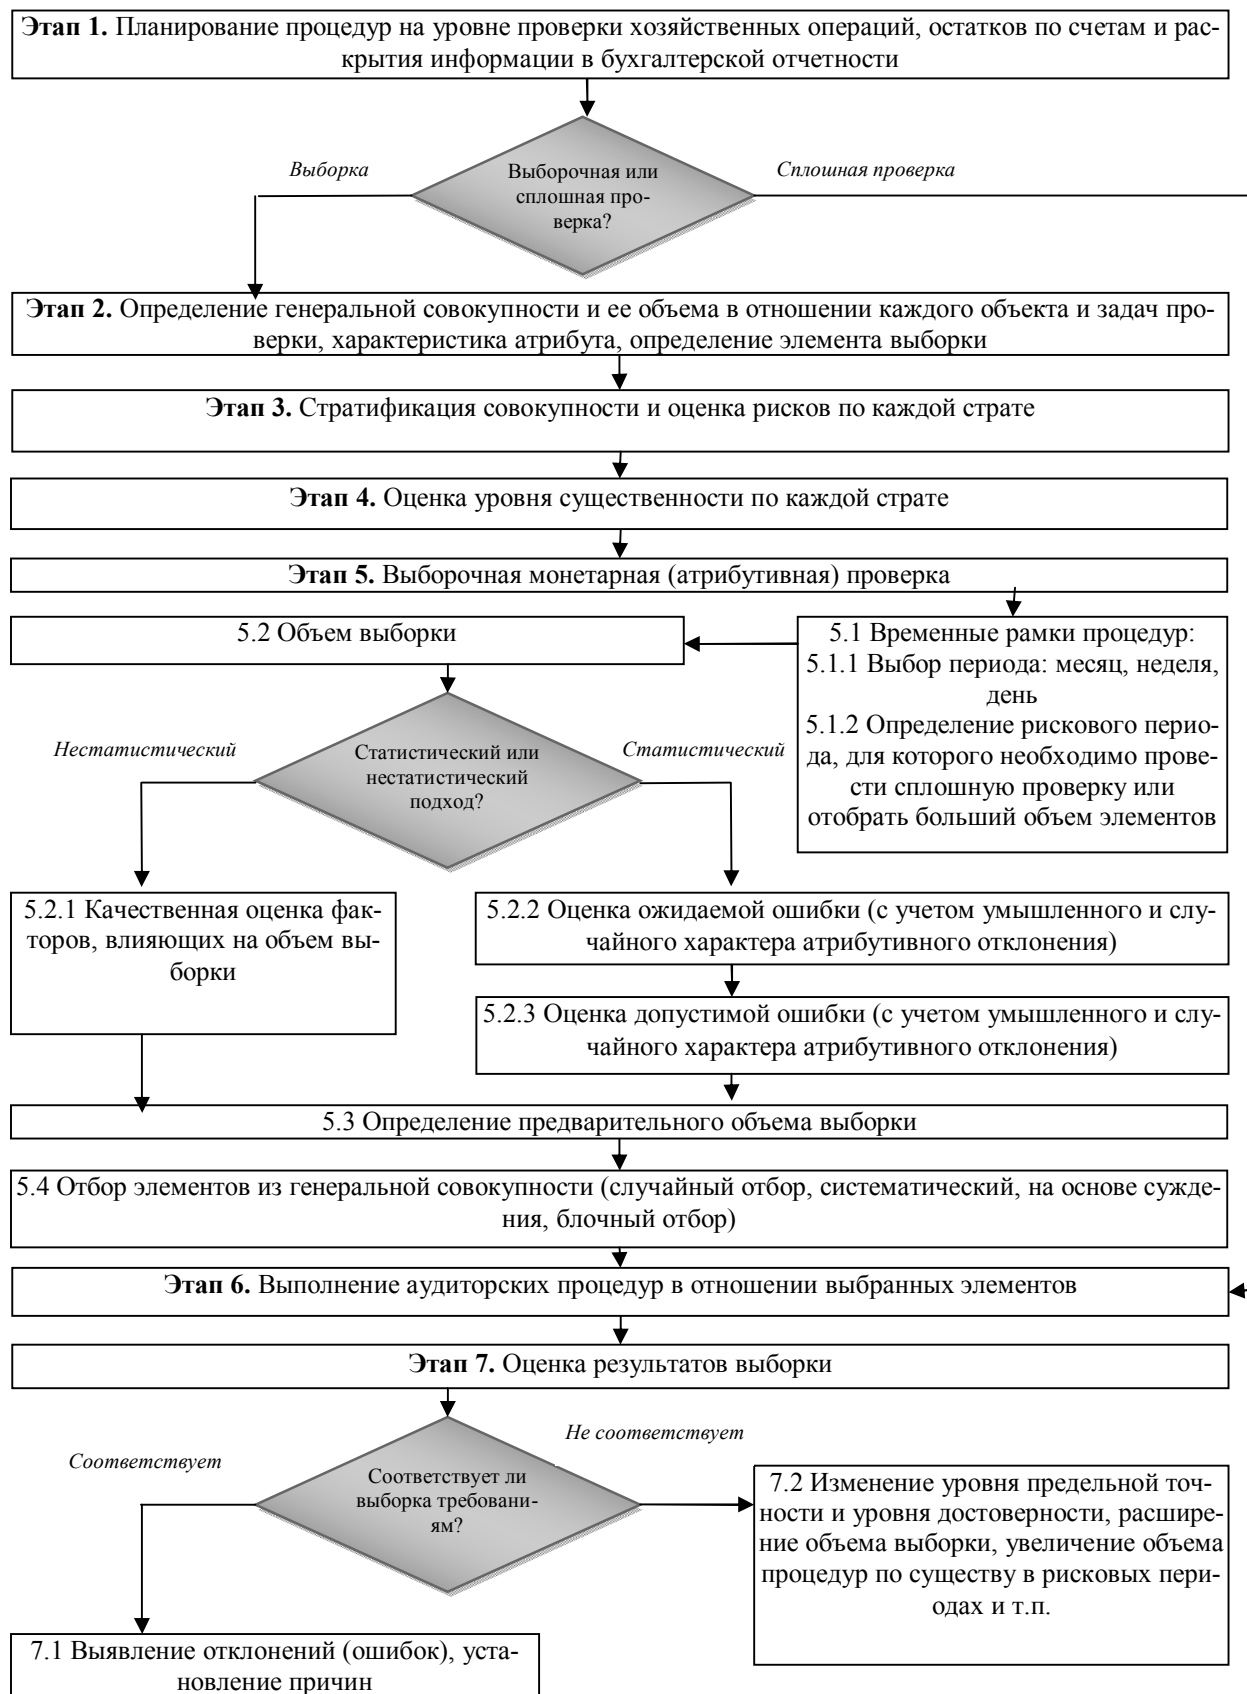 Этап 1. Планирование процедур на уровне проверки хозяйственных операций, остатков по счетам и рас-
крытия информации в бухгалтерской отчетности
Выборка
Выборочная или
сплошная про-
верка?
Сплошная проверка
Этап 2. Определение генеральной совокупности и ее объема в отношении каждого объекта и задач про-
верки, характеристика атрибута, определение элемента выборки
Этап 3. Стратификация совокупности и оценка рисков по каждой страте
Этап 4. Оценка уровня существенности по каждой страте
Этап 5. Выборочная монетарная (атрибутивная) проверка
5.1 Временные рамки процедур:
5.1.1 Выбор периода: месяц, неделя,
день
5.1.2 Определение рискового перио-
да, для которого необходимо прове-
сти сплошную проверку или
отобрать больший объем элементов
5.2 Объем выборки
Нестатистический
Статистический или
нестатистический
подход?
Статистический
5.2.1 Качественная оценка фак-
торов, влияющих на объем вы-
борки
5.2.2 Оценка ожидаемой ошибки (с учетом умышленного и слу-
чайного характера атрибутивного отклонения)
5.2.3 Оценка допустимой ошибки (с учетом умышленного и слу-
чайного характера атрибутивного отклонения)
5.3 Определение предварительного объема выборки
5.4 Отбор элементов из генеральной совокупности (случайный отбор, систематический, на основе сужде-
ния, блочный отбор)
Этап 6. Выполнение аудиторских процедур в отношении выбранных элементов
Этап 7. Оценка результатов выборки
Соответствует
Соответствует ли
выборка требовани-
ям?
Не соответствует
7.2 Изменение уровня предельной точ-
ности и уровня достоверности, расшире-
ние объема выборки, увеличение объема
процедур по существу в рисковых пери-
одах и т.п.
7.1 Выявление отклонений (ошибок), уста-
новление причин